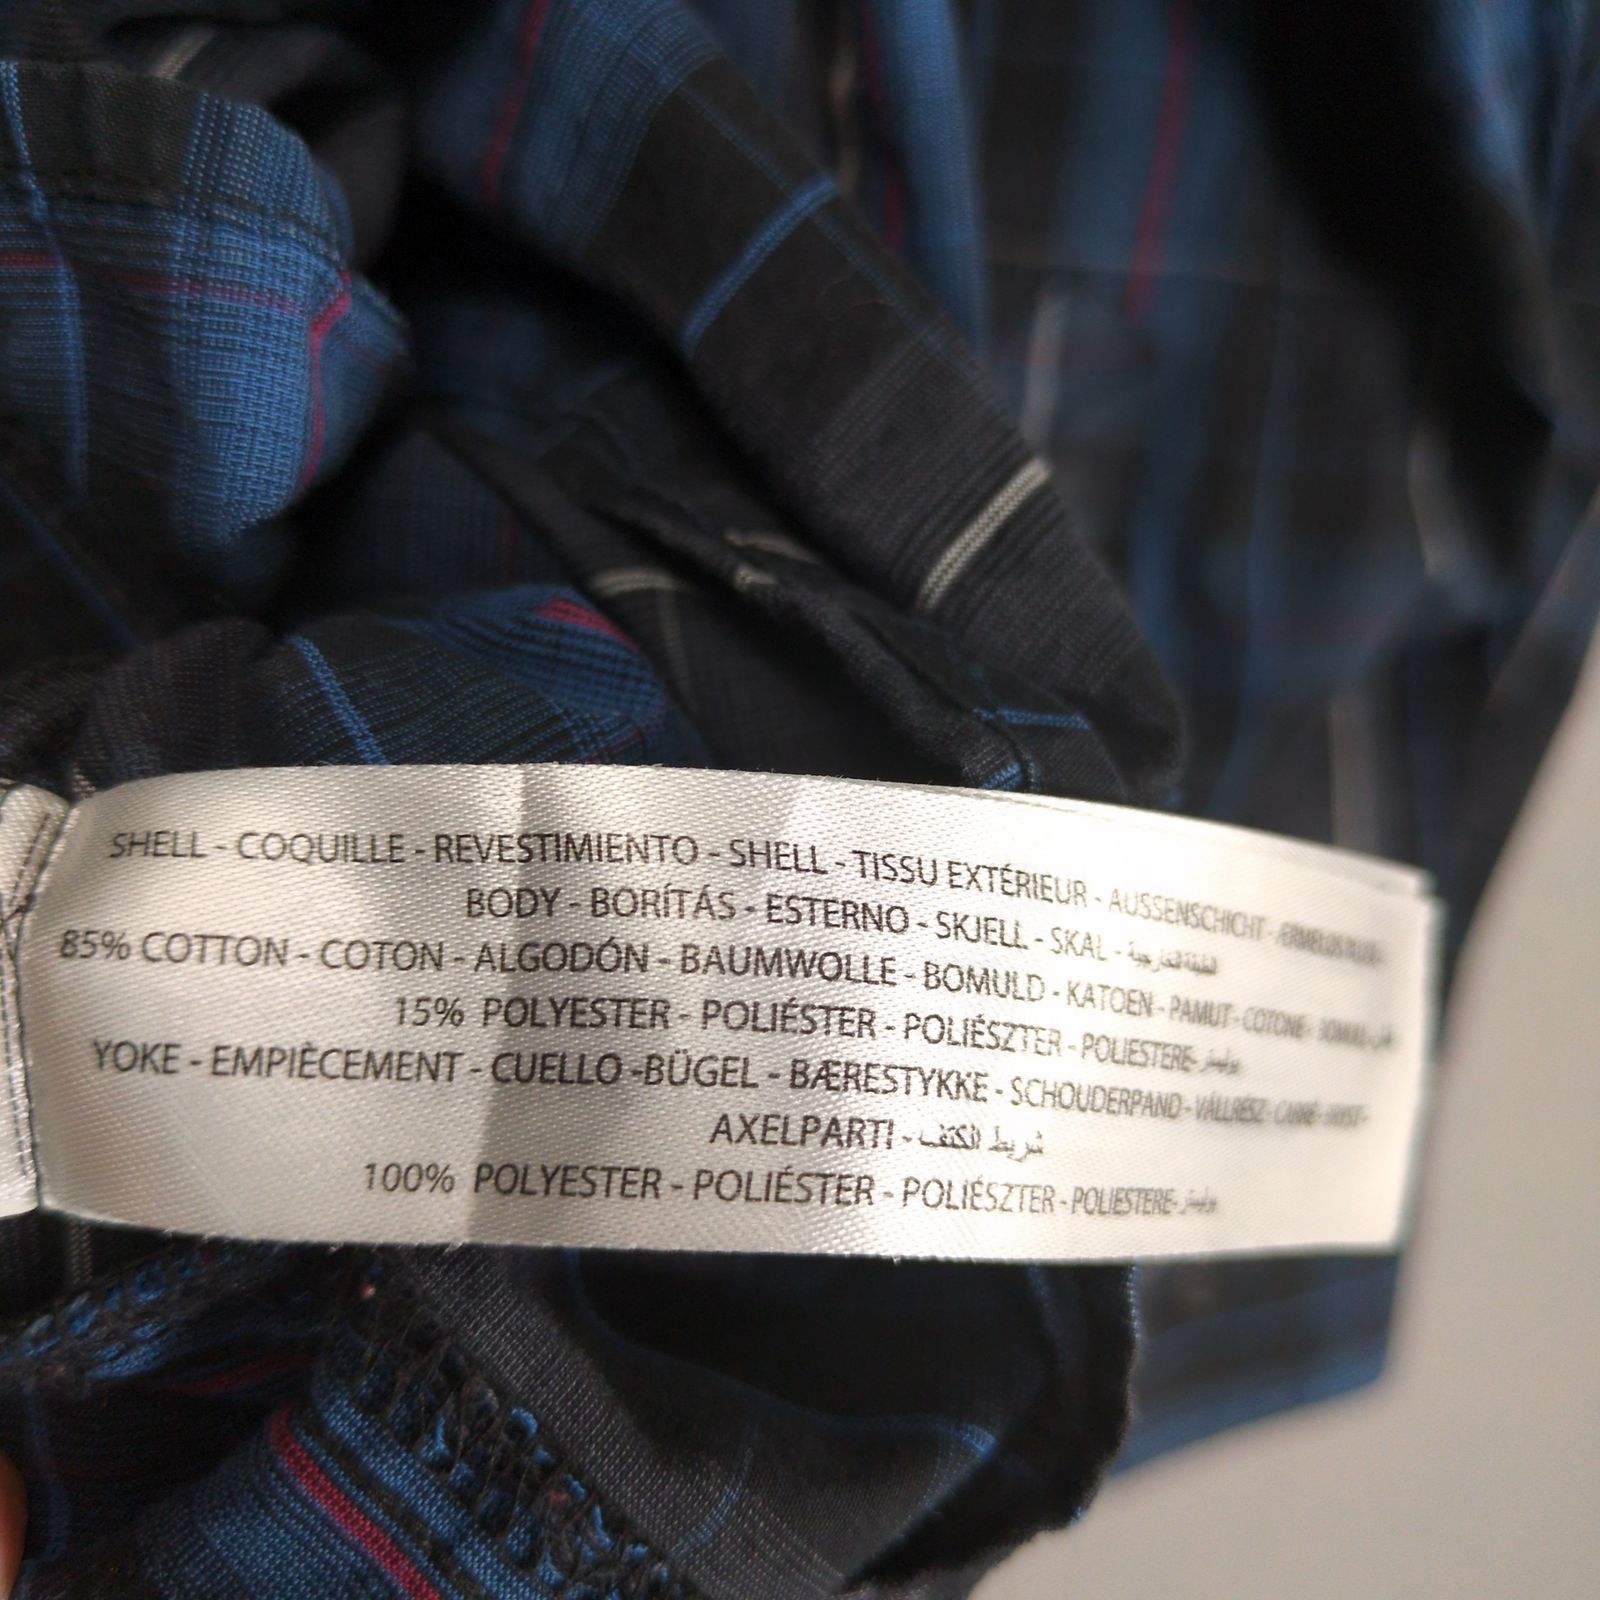 SHELL - COQUILLE - REVESTIMIENTO - SHELL - TISSU EXTÉRIEUR - AUSSENSCHICHT -
BODY - BORÍTÁS - ESTERNO - SKJELL - SKAL -
85% COTTON - COTON - ALGODÓN - BAUMWOLLE - BOMULD - KATOEN - PAMUT - COTONE -
15% POLYESTER - POLIÉSTER - POLIÉSZTER - POLIESTERE-
YOKE - EMPIÈCEMENT - CUELLO -BÜGEL - BÆRESTYKKE - SCHOUDERPAND - VÁLLRÉSZ -
AXELPARTI - شريط الكتف
100% POLYESTER - POLIÉSTER - POLIÉSZTER - POLIESTERE-